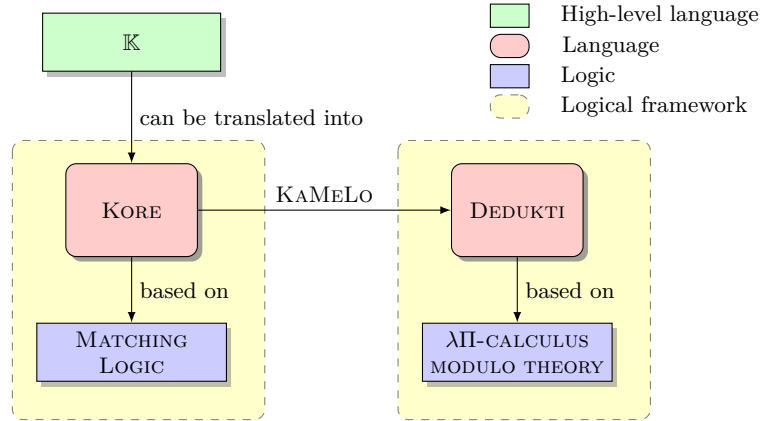 𝕂
High-level language
Language
Logic
Logical framework
can be translated into
KORE
KAMELO
DEDUKTI
based on
based on
MATCHING
LOGIC
λΠ-CALCULUS
MODULO THEORY